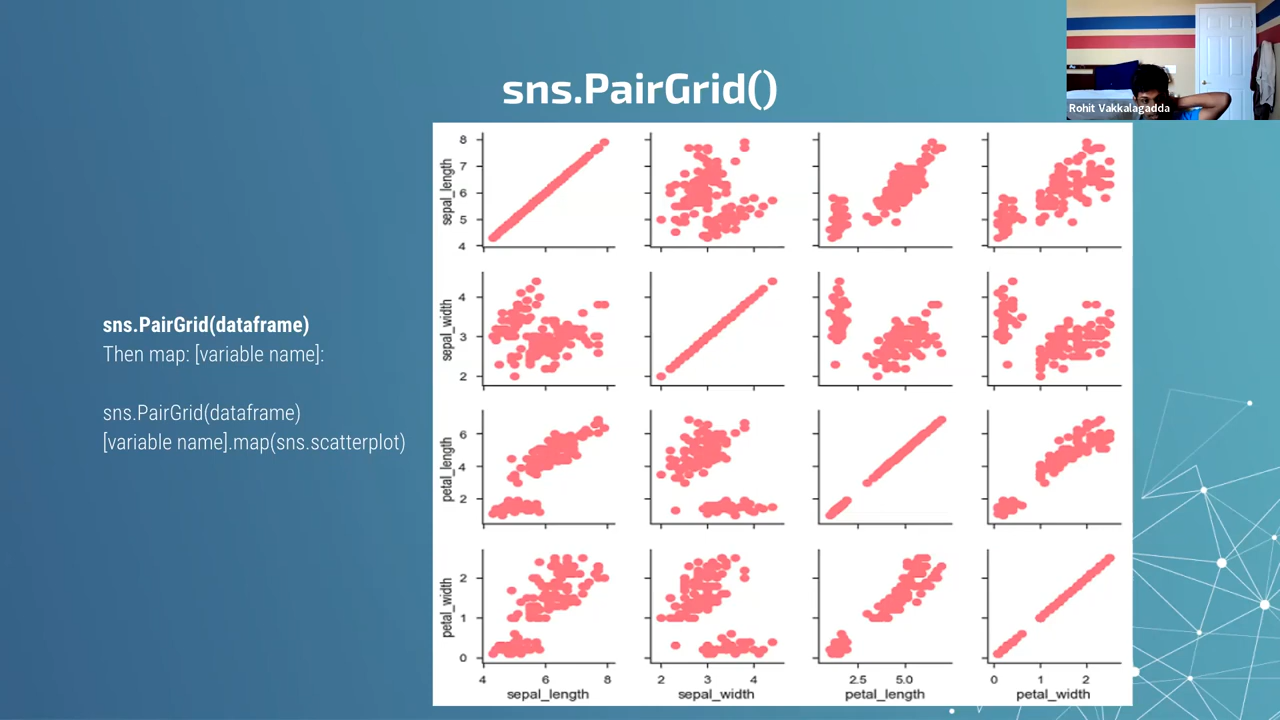 sns.PairGrid()
Rohit Vakkalagadda
sns.PairGrid(dataframe)
Then map: [variable name]:
sns.PairGrid(dataframe)
[variable name].map(sns.scatterplot)
sepal_length
8
7
6
5
4
sepal_width
4
3
2
petal_length
6
4
2
petal_width
2
1
0
4 6 8
sepal_length
2 3 4
sepal_width
2.5 5.0
petal_length
0 1 2
petal_width